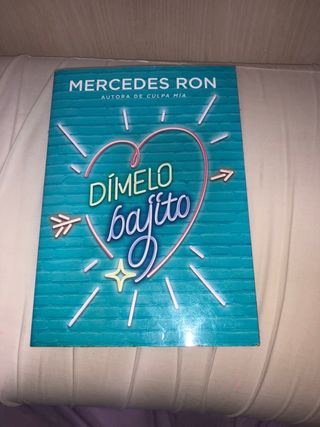 MERCEDES RON
AUTORA DE CULPA MÍA
DÍMELO
bajito